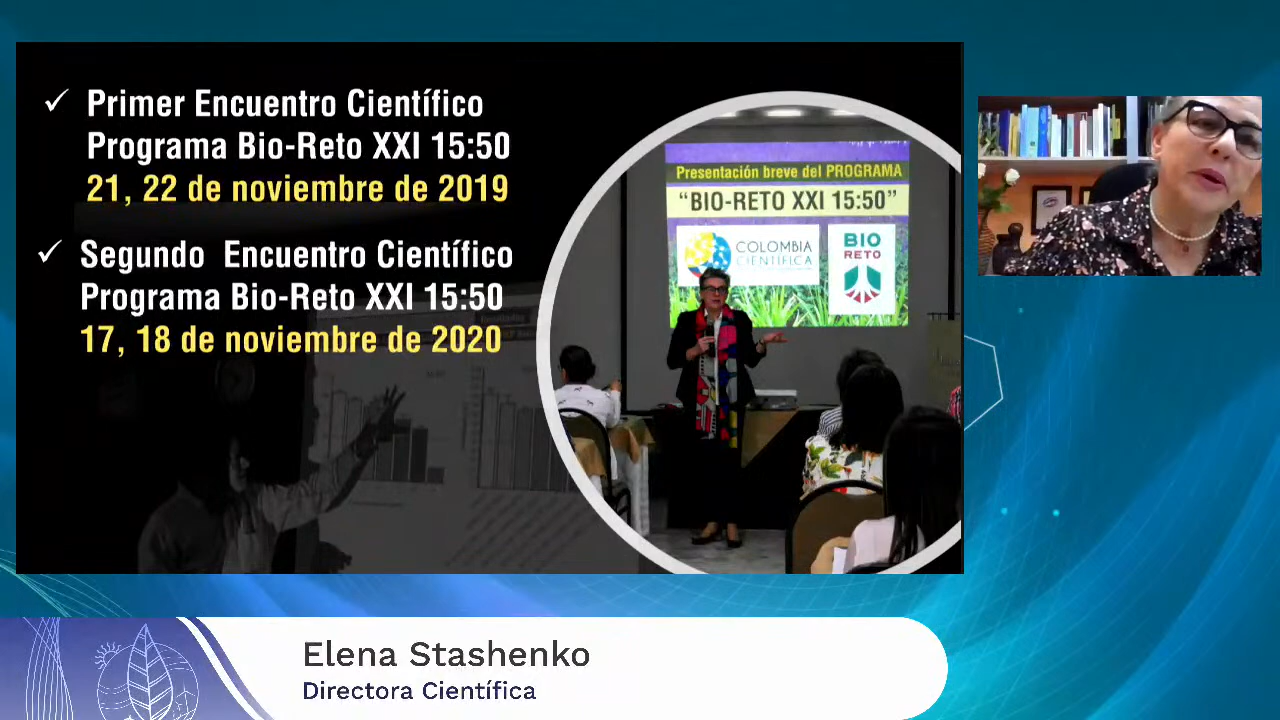 ✓ Primer Encuentro Científico
Programa Bio-Reto XXI 15:50
21, 22 de noviembre de 2019
✓ Segundo Encuentro Científico
Programa Bio-Reto XXI 15:50
17, 18 de noviembre de 2020
Presentación breve del PROGRAMA
“BIO-RETO XXI 15:50”
COLOMBIA
CIENTÍFICA
BIO
RETO
Elena Stashenko
Directora Científica